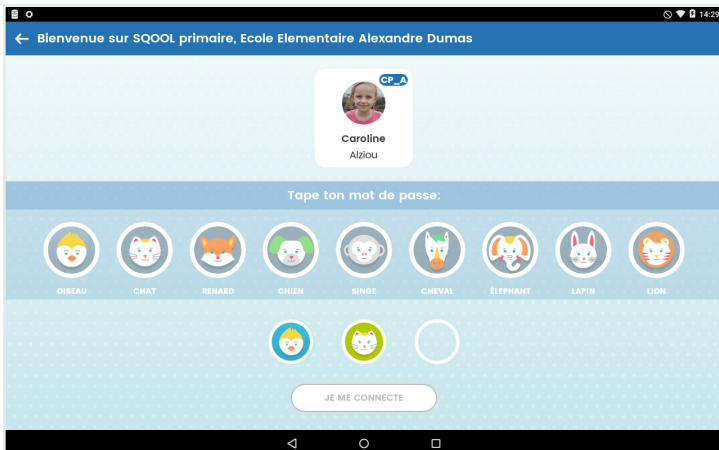 14:29
Bienvenue sur SQOOL primaire, Ecole Elementaire Alexandre Dumas
CP_A
Caroline
Alziou
Tape ton mot de passe:
OISEAU CHAT RENARD CHIEN SINGE CHEVAL ÉLEPHANT LAPIN LION
JE ME CONNECTE